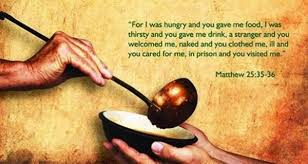 "For I was hungry and you gave me food, I was
thirsty and you gave me drink, a stranger and you
welcomed me, naked and you clothed me, ill and
you cared for me, in prison and you visited me."
Matthew 25:35-36